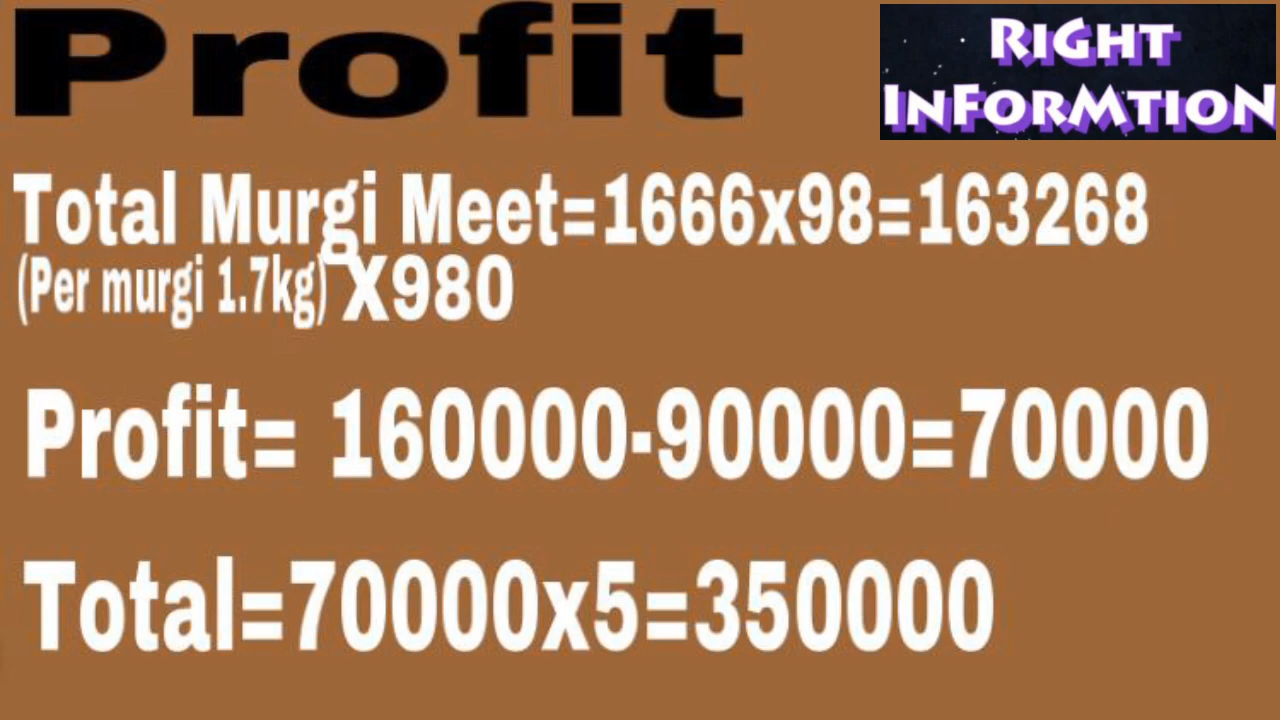 Profit
RIGHT
INFORMTION
Total Murgi Meet=1666x98=163268
(Per murgi 1.7kg) X980
Profit= 160000-90000=70000
Total=70000x5=350000